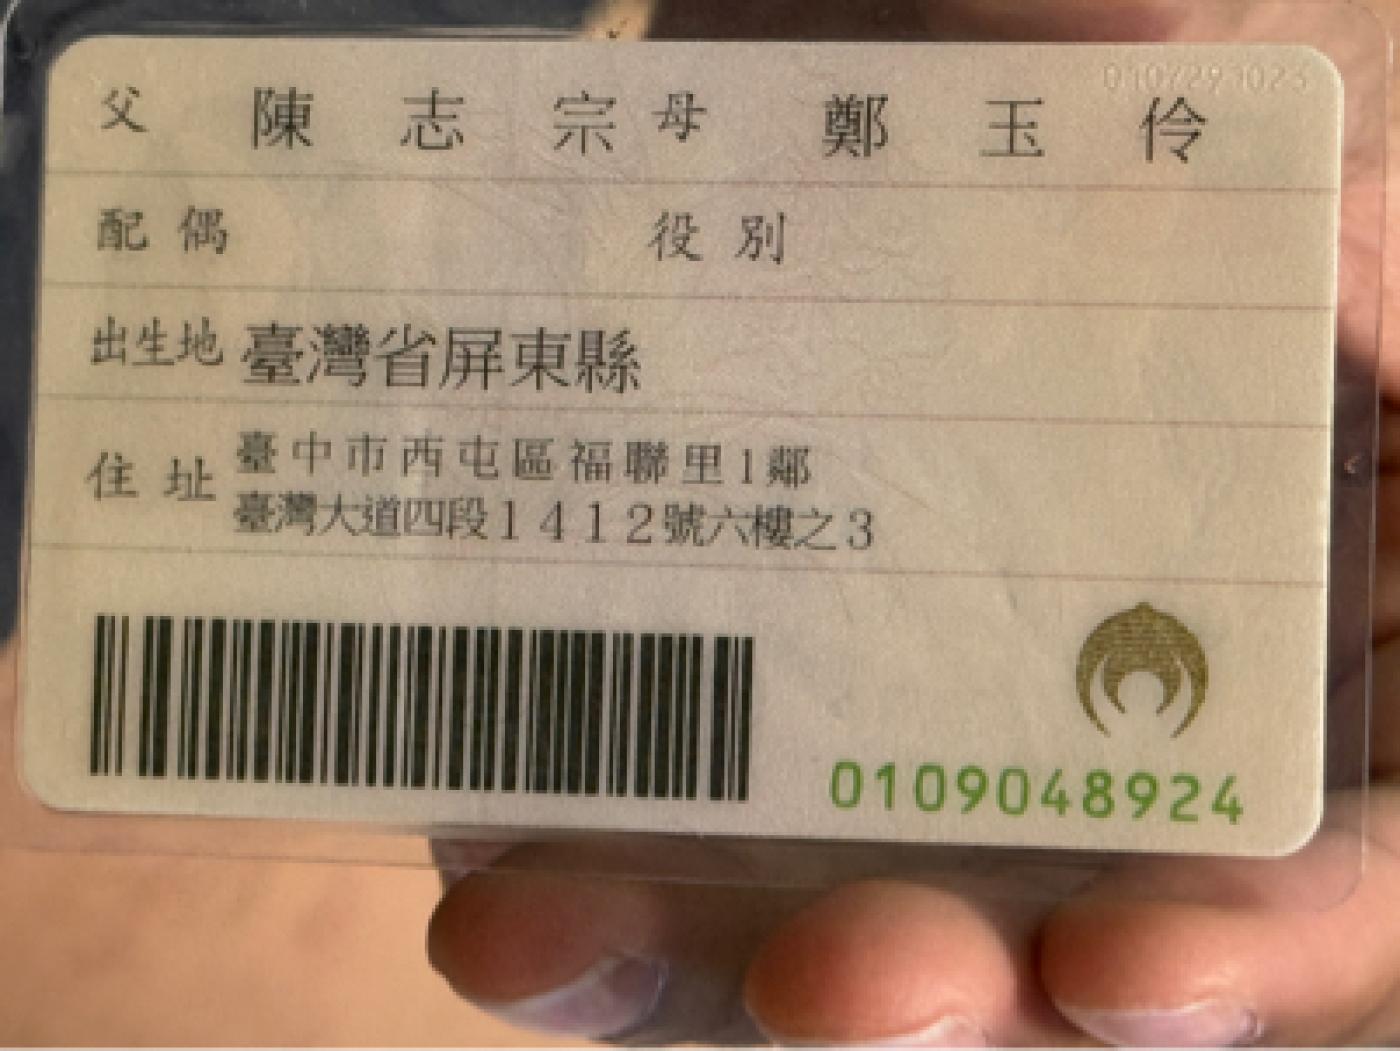 父 陳志宗 母 鄭玉伶
配偶 役別
出生地 臺灣省屏東縣
住址 臺中市西屯區福聯里1鄰
臺灣大道四段1412號六樓之3
0109048924